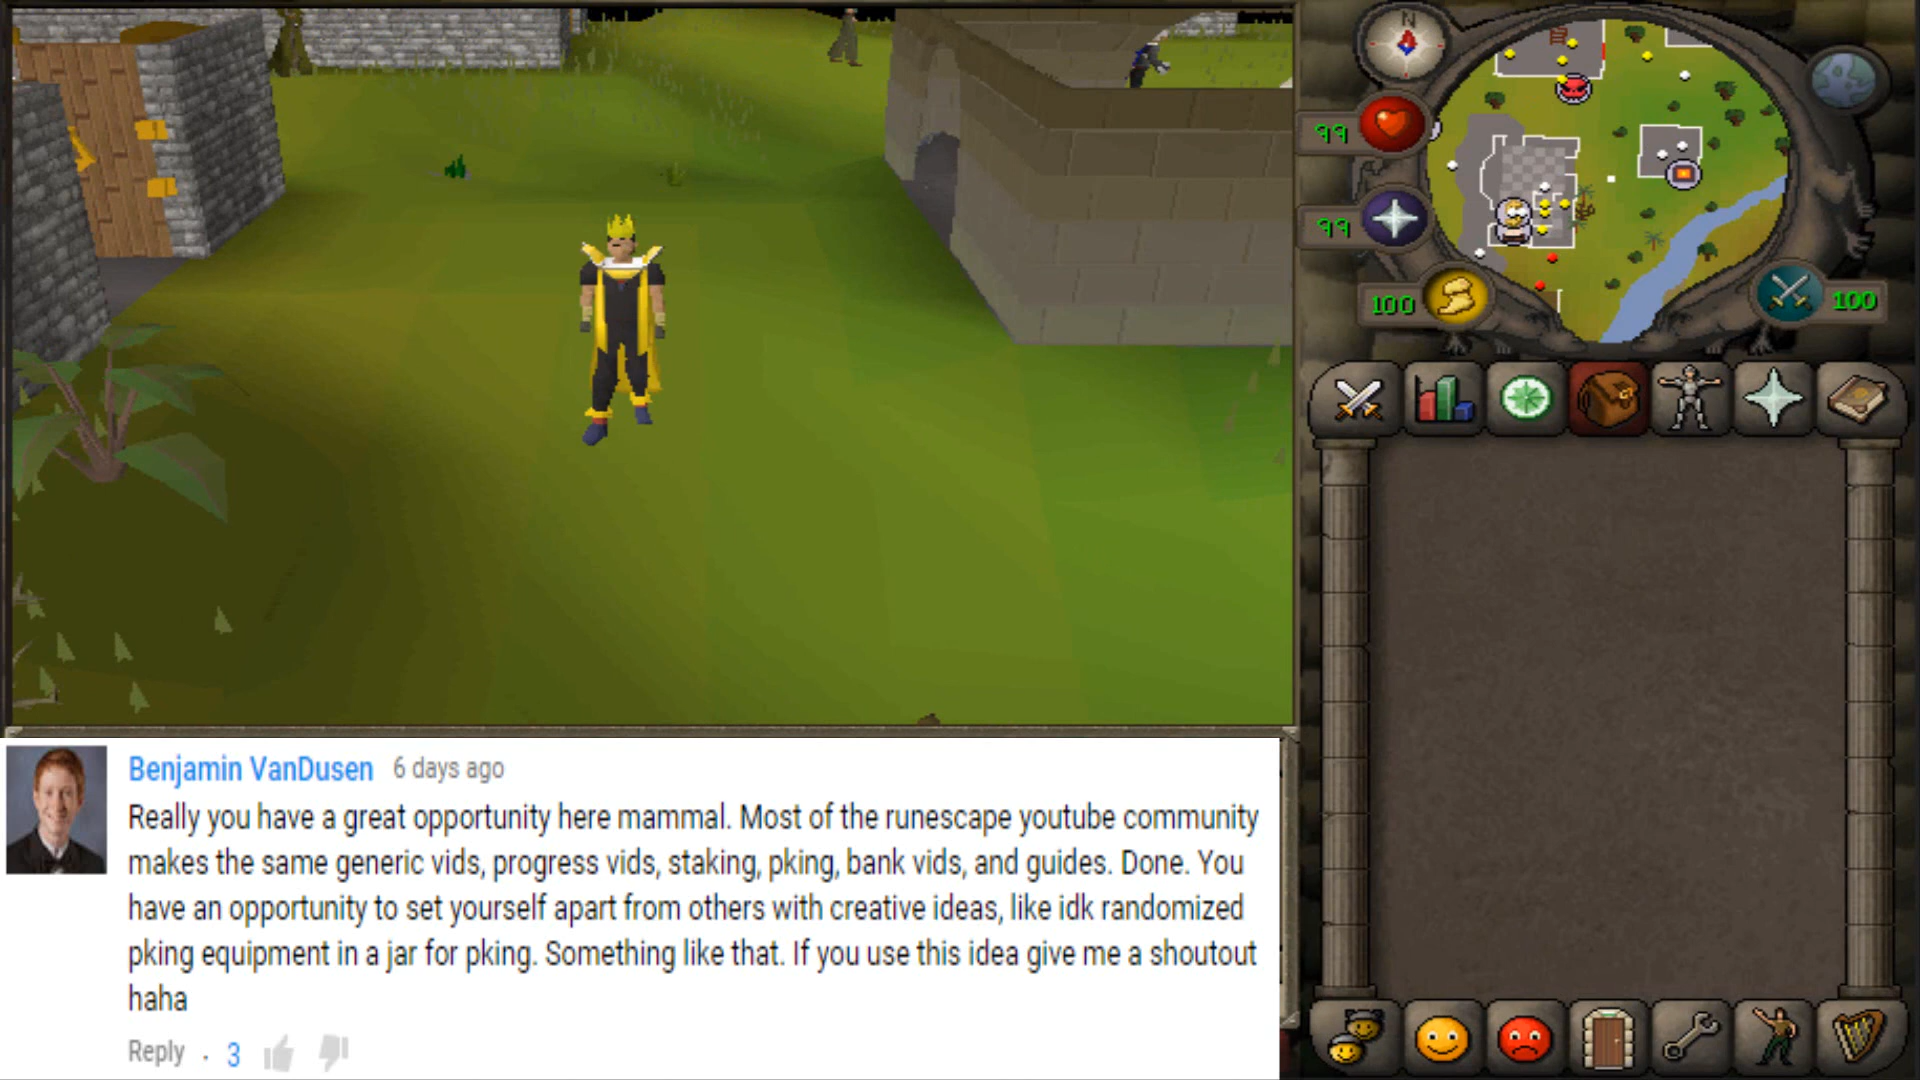 N
99
99
100
100
Benjamin VanDusen 6 days ago
Really you have a great opportunity here mammal. Most of the runescape youtube community
makes the same generic vids, progress vids, staking, pking, bank vids, and guides. Done. You
have an opportunity to set yourself apart from others with creative ideas, like idk randomized
pking equipment in a jar for pking. Something like that. If you use this idea give me a shoutout
haha
Reply · 3